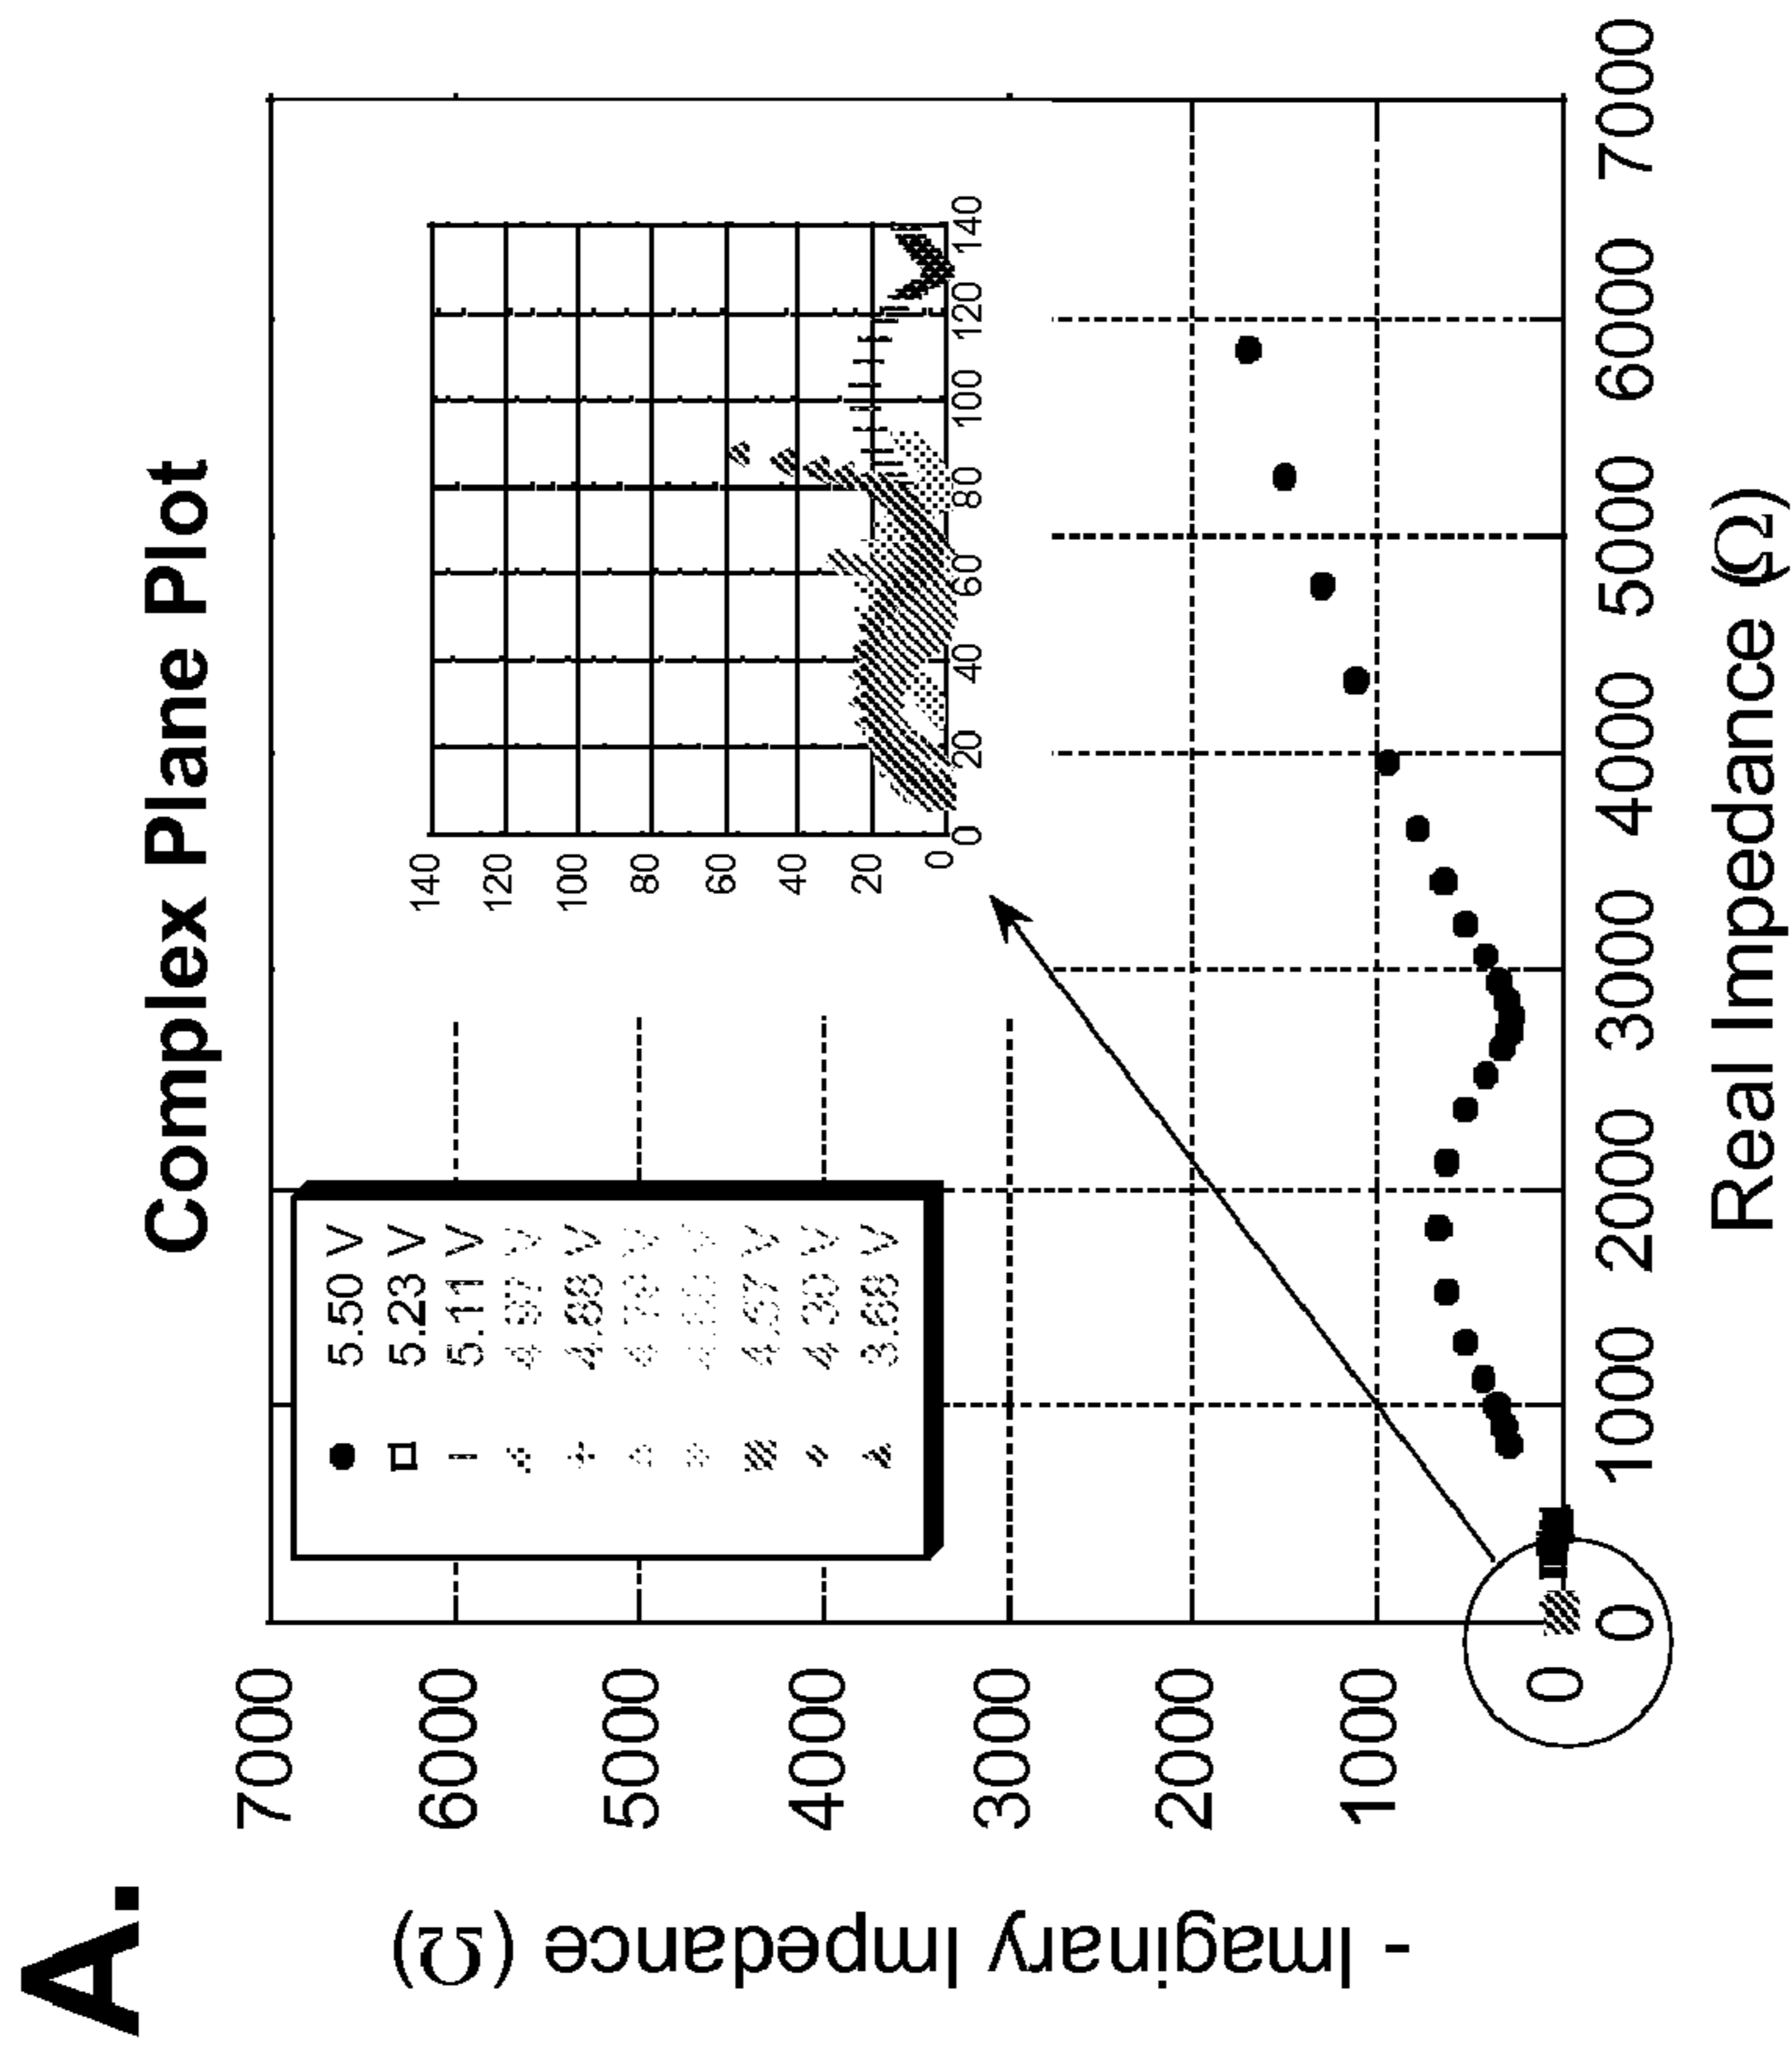 A.
Complex Plane Plot
- Imaginary Impedance (Ω)
7000
6000
5000
4000
3000
2000
1000
0
5.50 V
5.23 V
5.11 V
4.97 V
4.88 V
V
V
4.57 V
4.30 V
3.68 V
140
120
100
80
60
40
20
0
0 20 40 60 80 100 120 140
0 1000 2000 3000 4000 5000 6000 7000
Real Impedance (Ω)